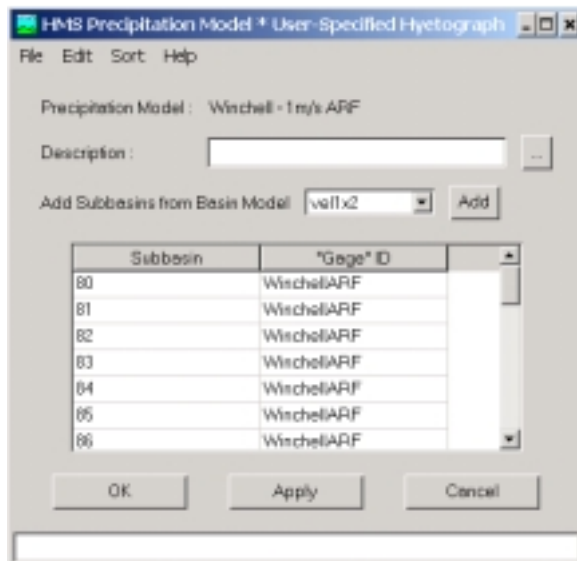 HMS Precipitation Model * User-Specified Hyetograph
File Edit Sort Help
Precipitation Model : Winchell - 1m/s ARF
Description :
...
Add Subbasins from Basin Model vel1x2 Add
Subbasin "Gage" ID
80 WinchellARF
81 WinchellARF
82 WinchellARF
83 WinchellARF
84 WinchellARF
85 WinchellARF
86 WinchellARF
OK Apply Cancel